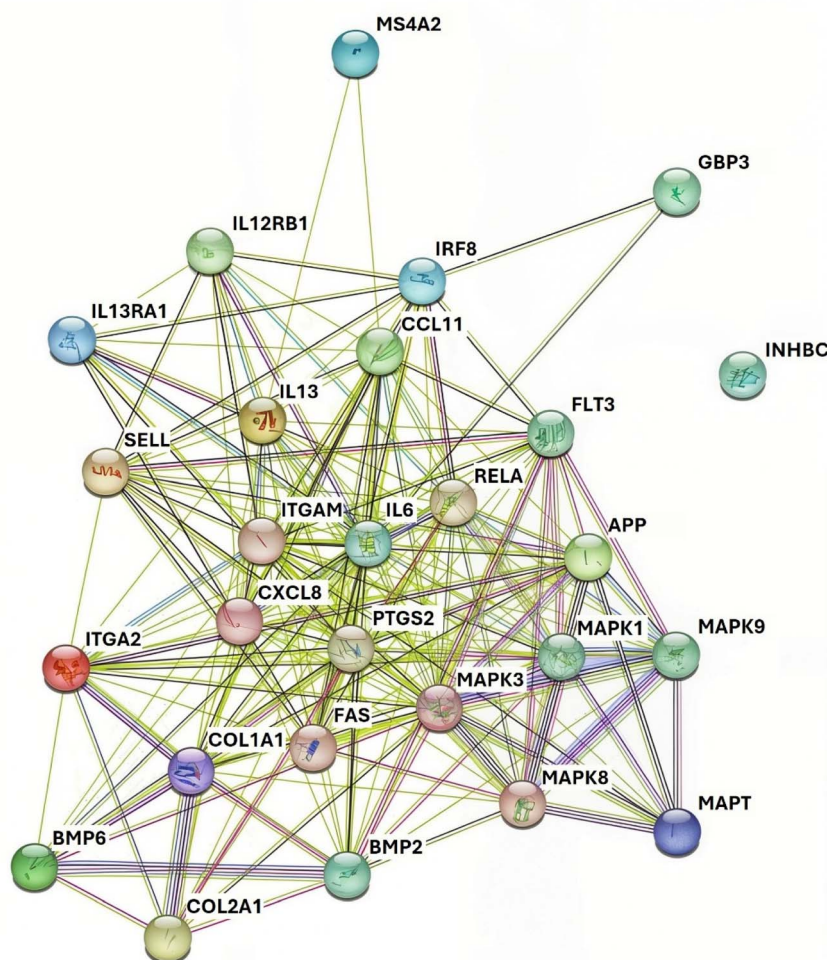 MS4A2
GBP3
IL12RB1
IRF8
IL13RA1
CCL11
INHBC
IL13
FLT3
SELL
RELA
ITGAM
IL6
APP
CXCL8
PTGS2
MAPK1
MAPK9
ITGA2
MAPK3
FAS
COL1A1
MAPK8
MAPT
BMP6
BMP2
COL2A1